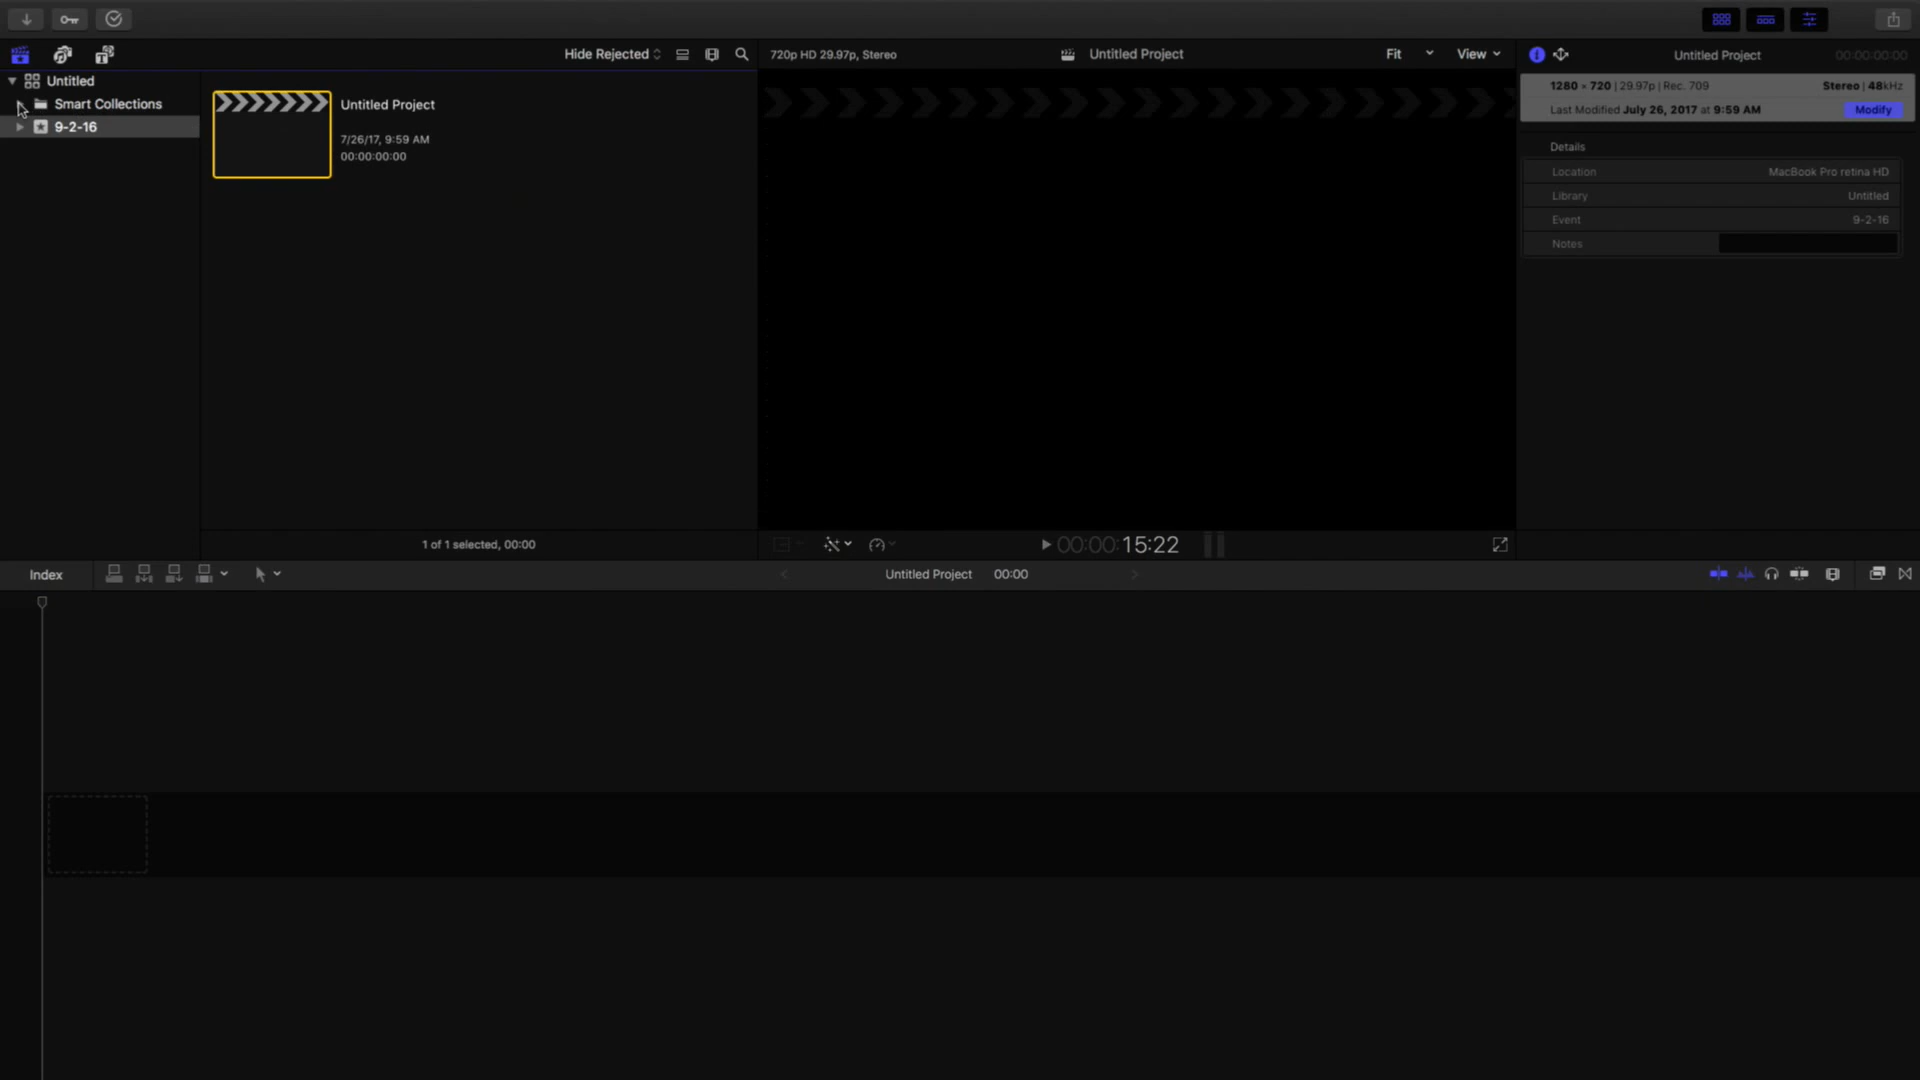 Hide Rejected
720p HD 29.97p, Stereo
Untitled Project
Fit
View
Untitled Project
00:00:00:00
Untitled
Smart Collections
9-2-16
Untitled Project
7/26/17, 9:59 AM
00:00:00:00
1280 × 720 | 29.97p | Rec. 709
Stereo | 48kHz
Last Modified July 26, 2017 at 9:59 AM
Modify
Details
Location MacBook Pro retina HD
Library Untitled
Event 9-2-16
Notes
1 of 1 selected, 00:00
00:00:15:22
Index
Untitled Project 00:00